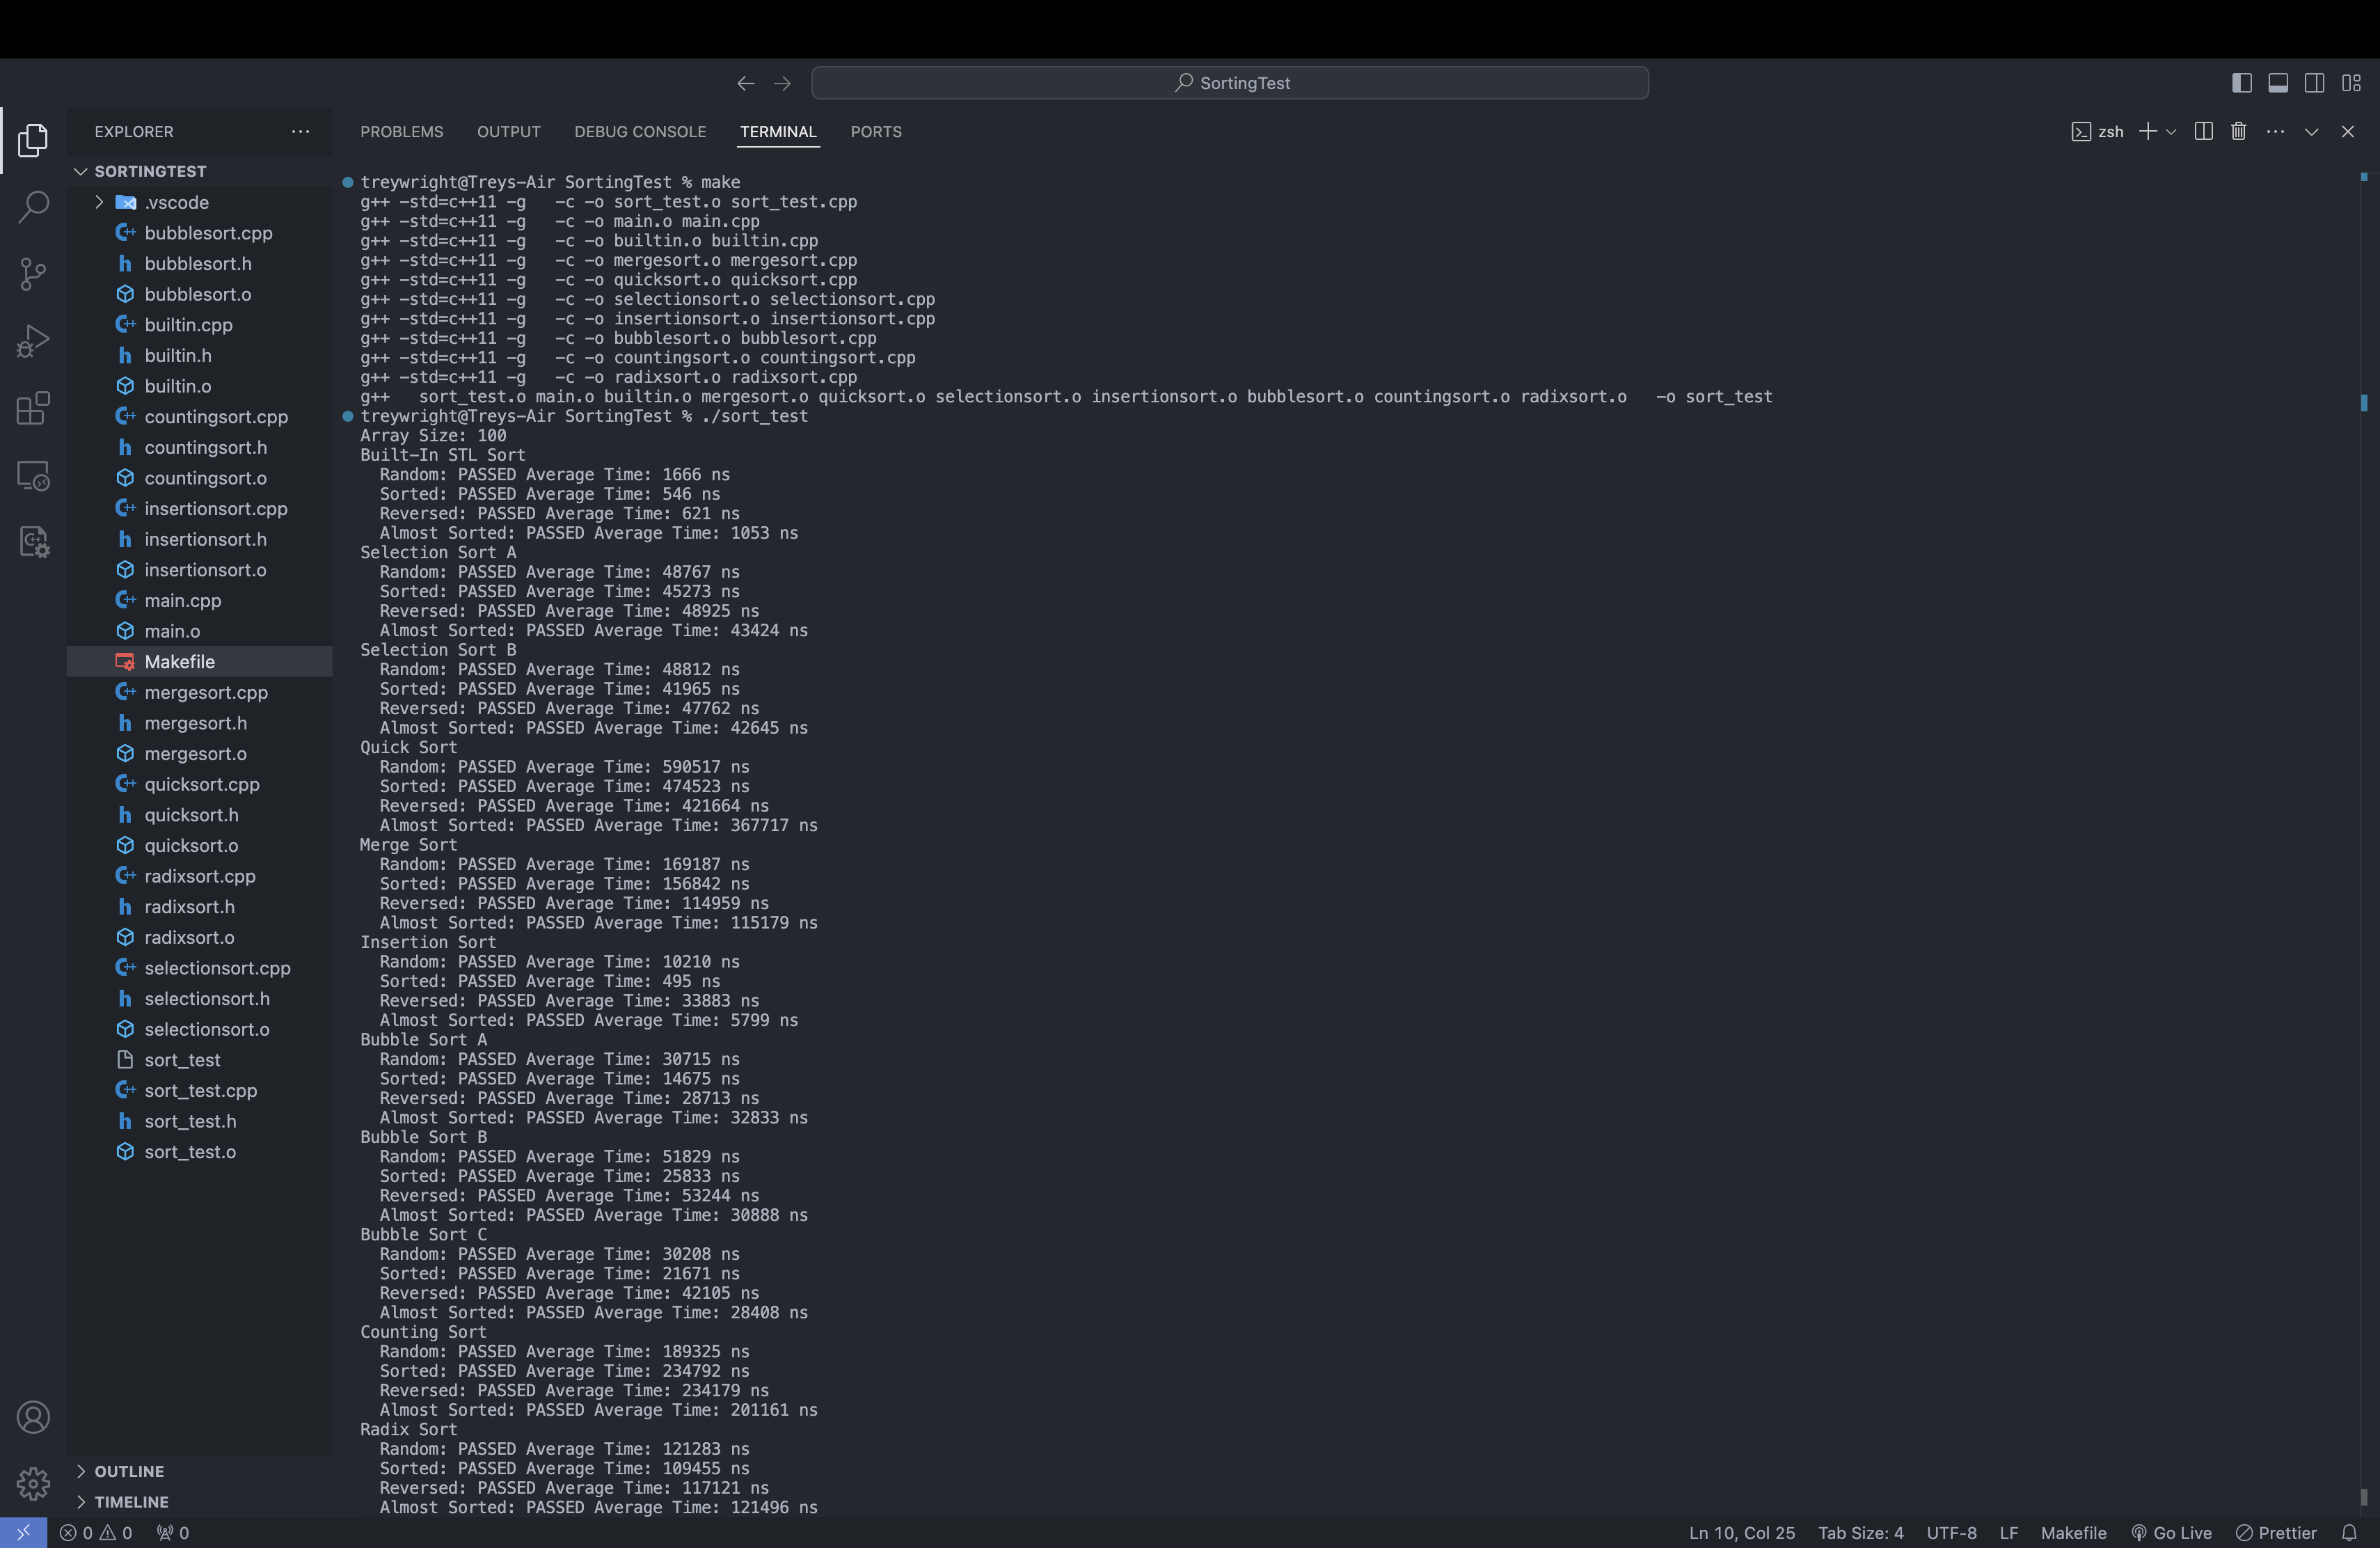 SortingTest
EXPLORER
PROBLEMS OUTPUT DEBUG CONSOLE TERMINAL PORTS
zsh
SORTINGTEST
.vscode
bubblesort.cpp
bubblesort.h
bubblesort.o
builtin.cpp
builtin.h
builtin.o
countingsort.cpp
countingsort.h
countingsort.o
insertionsort.cpp
insertionsort.h
insertionsort.o
main.cpp
main.o
Makefile
mergesort.cpp
mergesort.h
mergesort.o
quicksort.cpp
quicksort.h
quicksort.o
radixsort.cpp
radixsort.h
radixsort.o
selectionsort.cpp
selectionsort.h
selectionsort.o
sort_test
sort_test.cpp
sort_test.h
sort_test.o
OUTLINE
TIMELINE
treywright@Treys-Air SortingTest % make
g++ -std=c++11 -g   -c -o sort_test.o sort_test.cpp
g++ -std=c++11 -g   -c -o main.o main.cpp
g++ -std=c++11 -g   -c -o builtin.o builtin.cpp
g++ -std=c++11 -g   -c -o mergesort.o mergesort.cpp
g++ -std=c++11 -g   -c -o quicksort.o quicksort.cpp
g++ -std=c++11 -g   -c -o selectionsort.o selectionsort.cpp
g++ -std=c++11 -g   -c -o insertionsort.o insertionsort.cpp
g++ -std=c++11 -g   -c -o bubblesort.o bubblesort.cpp
g++ -std=c++11 -g   -c -o countingsort.o countingsort.cpp
g++ -std=c++11 -g   -c -o radixsort.o radixsort.cpp
g++   sort_test.o main.o builtin.o mergesort.o quicksort.o selectionsort.o insertionsort.o bubblesort.o countingsort.o radixsort.o   -o sort_test
treywright@Treys-Air SortingTest % ./sort_test
Array Size: 100
Built-In STL Sort
  Random: PASSED Average Time: 1666 ns
  Sorted: PASSED Average Time: 546 ns
  Reversed: PASSED Average Time: 621 ns
  Almost Sorted: PASSED Average Time: 1053 ns
Selection Sort A
  Random: PASSED Average Time: 48767 ns
  Sorted: PASSED Average Time: 45273 ns
  Reversed: PASSED Average Time: 48925 ns
  Almost Sorted: PASSED Average Time: 43424 ns
Selection Sort B
  Random: PASSED Average Time: 48812 ns
  Sorted: PASSED Average Time: 41965 ns
  Reversed: PASSED Average Time: 47762 ns
  Almost Sorted: PASSED Average Time: 42645 ns
Quick Sort
  Random: PASSED Average Time: 590517 ns
  Sorted: PASSED Average Time: 474523 ns
  Reversed: PASSED Average Time: 421664 ns
  Almost Sorted: PASSED Average Time: 367717 ns
Merge Sort
  Random: PASSED Average Time: 169187 ns
  Sorted: PASSED Average Time: 156842 ns
  Reversed: PASSED Average Time: 114959 ns
  Almost Sorted: PASSED Average Time: 115179 ns
Insertion Sort
  Random: PASSED Average Time: 10210 ns
  Sorted: PASSED Average Time: 495 ns
  Reversed: PASSED Average Time: 33883 ns
  Almost Sorted: PASSED Average Time: 5799 ns
Bubble Sort A
  Random: PASSED Average Time: 30715 ns
  Sorted: PASSED Average Time: 14675 ns
  Reversed: PASSED Average Time: 28713 ns
  Almost Sorted: PASSED Average Time: 32833 ns
Bubble Sort B
  Random: PASSED Average Time: 51829 ns
  Sorted: PASSED Average Time: 25833 ns
  Reversed: PASSED Average Time: 53244 ns
  Almost Sorted: PASSED Average Time: 30888 ns
Bubble Sort C
  Random: PASSED Average Time: 30208 ns
  Sorted: PASSED Average Time: 21671 ns
  Reversed: PASSED Average Time: 42105 ns
  Almost Sorted: PASSED Average Time: 28408 ns
Counting Sort
  Random: PASSED Average Time: 189325 ns
  Sorted: PASSED Average Time: 234792 ns
  Reversed: PASSED Average Time: 234179 ns
  Almost Sorted: PASSED Average Time: 201161 ns
Radix Sort
  Random: PASSED Average Time: 121283 ns
  Sorted: PASSED Average Time: 109455 ns
  Reversed: PASSED Average Time: 117121 ns
  Almost Sorted: PASSED Average Time: 121496 ns
0 0 0 Ln 10, Col 25 Tab Size: 4 UTF-8 LF Makefile Go Live Prettier